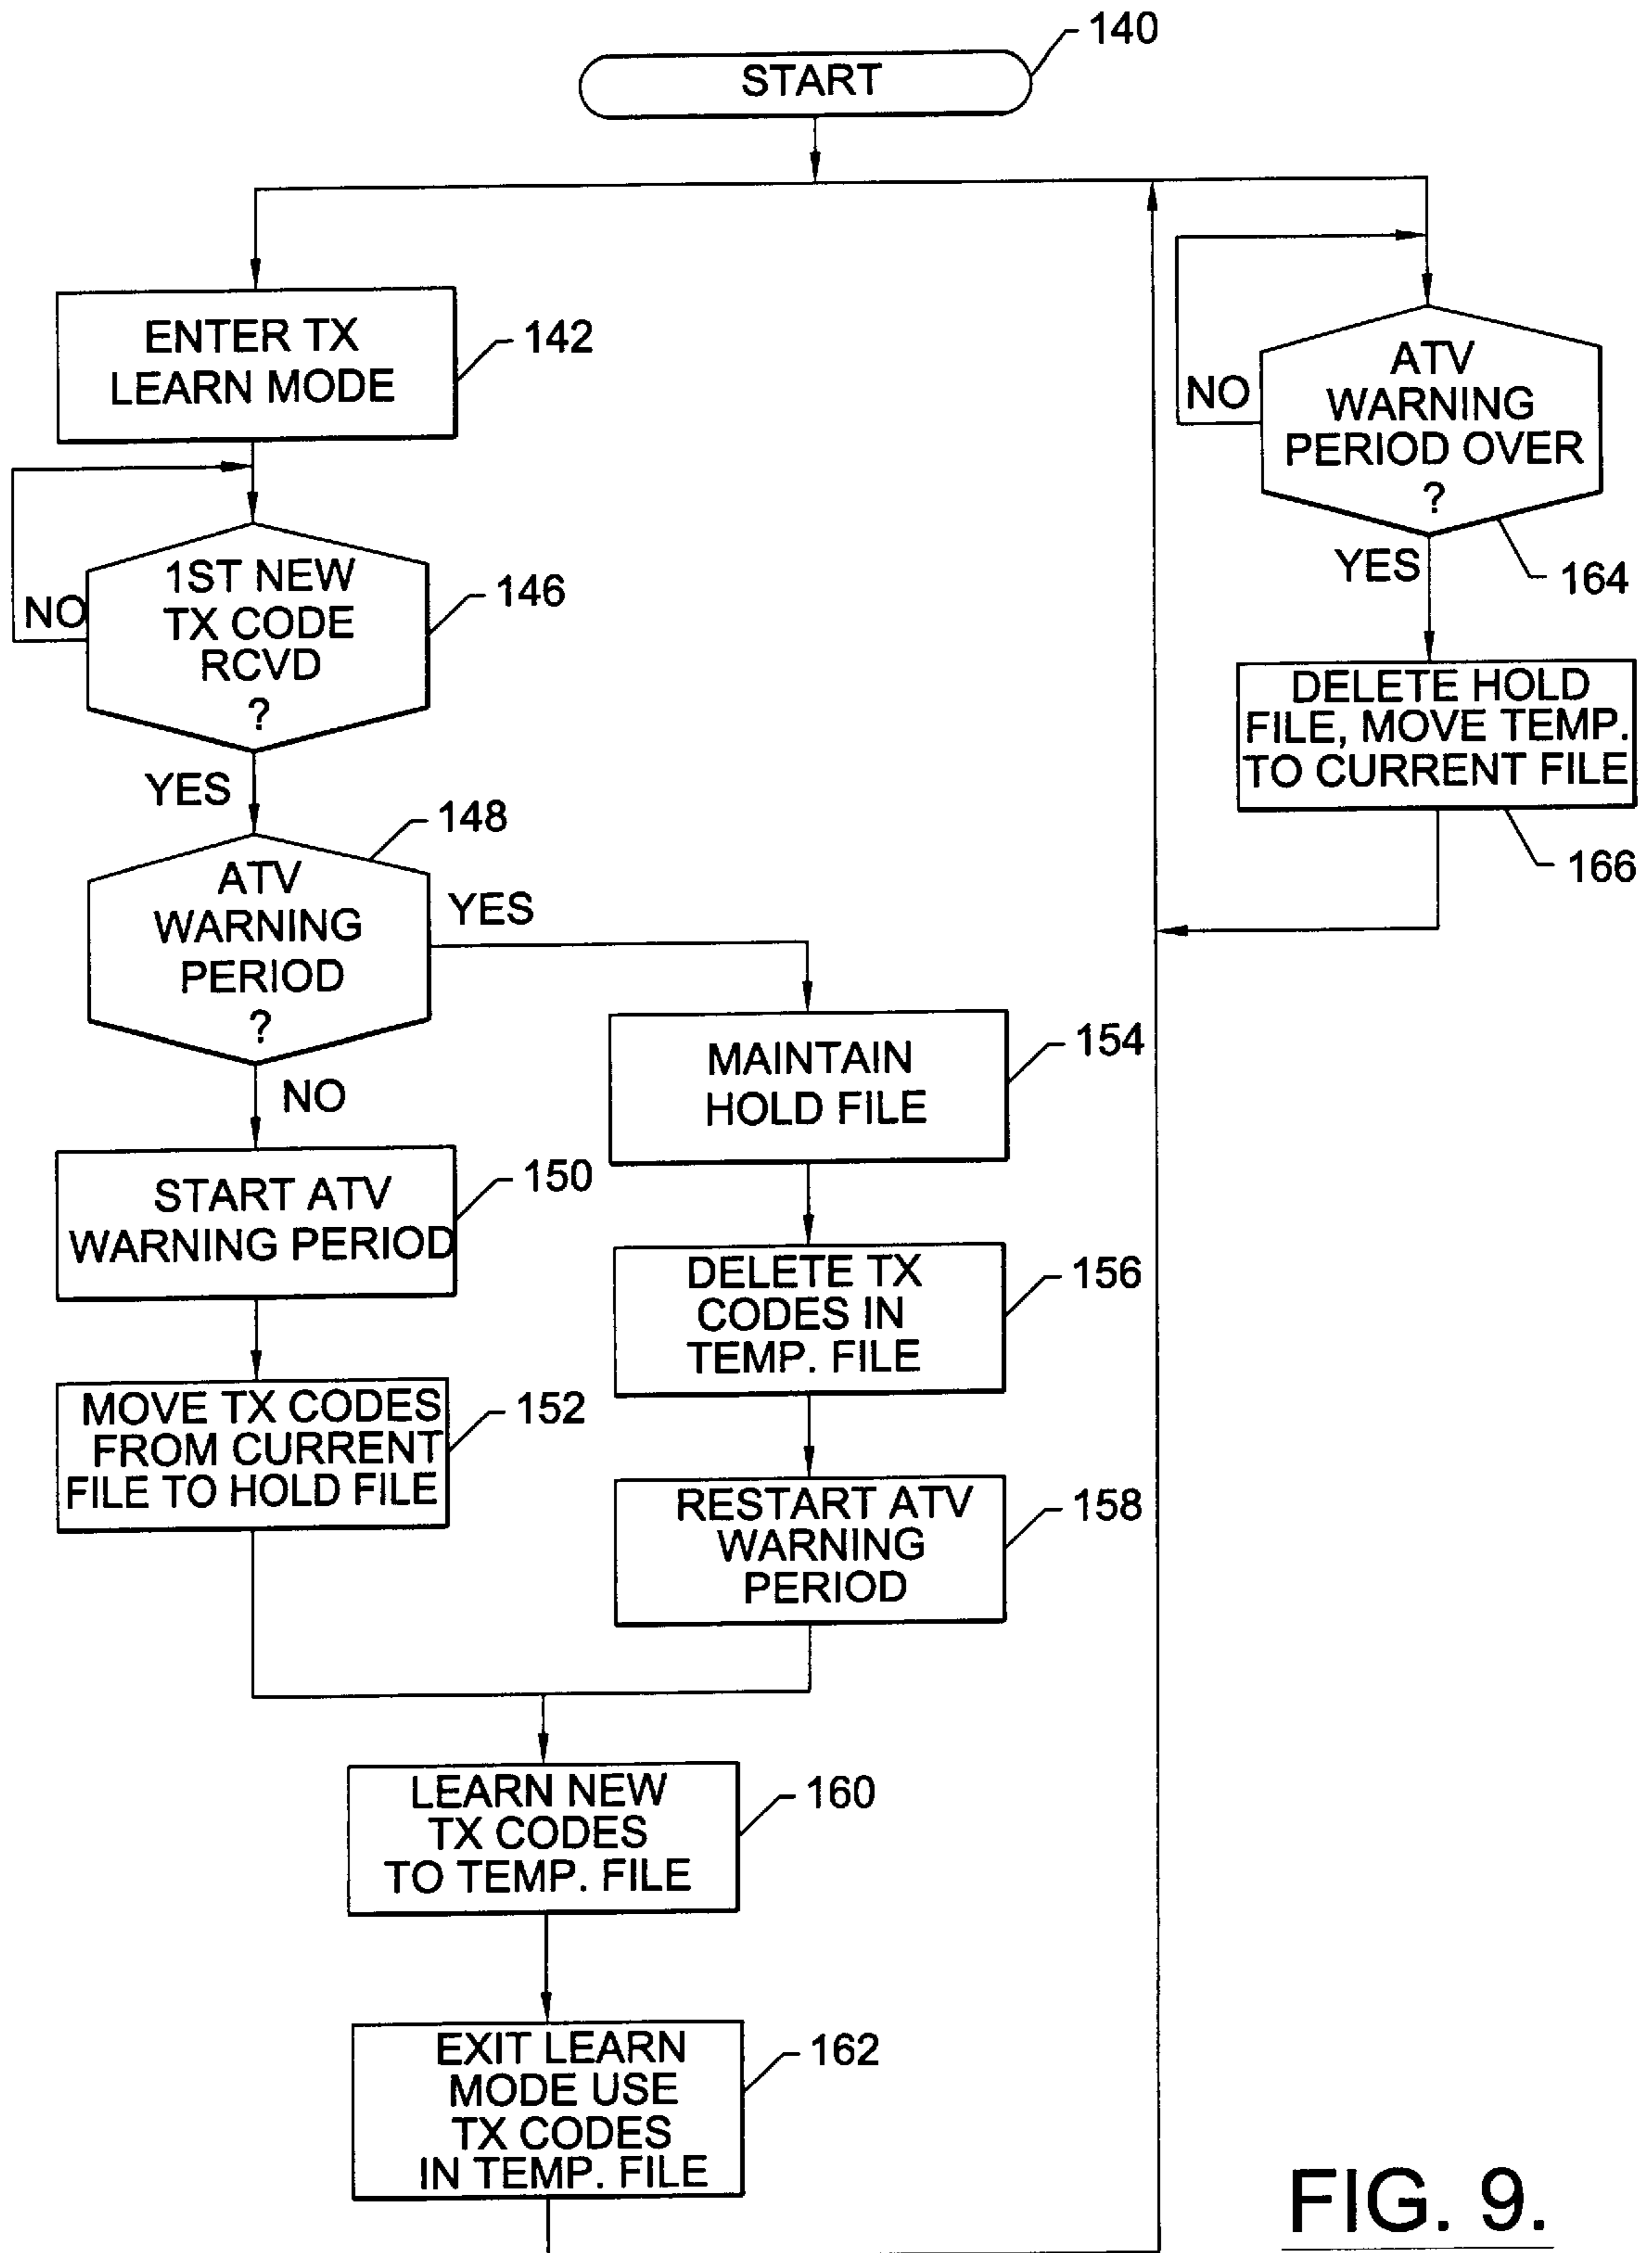 START
140
ENTER TX
LEARN MODE
142
NO
1ST NEW
TX CODE
RCVD
?
146
YES
ATV
WARNING
PERIOD
?
148
YES
NO
START ATV
WARNING PERIOD
150
MOVE TX CODES
FROM CURRENT
FILE TO HOLD FILE
152
MAINTAIN
HOLD FILE
154
DELETE TX
CODES IN
TEMP. FILE
156
RESTART ATV
WARNING
PERIOD
158
LEARN NEW
TX CODES
TO TEMP. FILE
160
EXIT LEARN
MODE USE
TX CODES
IN TEMP. FILE
162
NO
ATV
WARNING
PERIOD OVER
?
164
YES
DELETE HOLD
FILE, MOVE TEMP.
TO CURRENT FILE
166
FIG. 9.